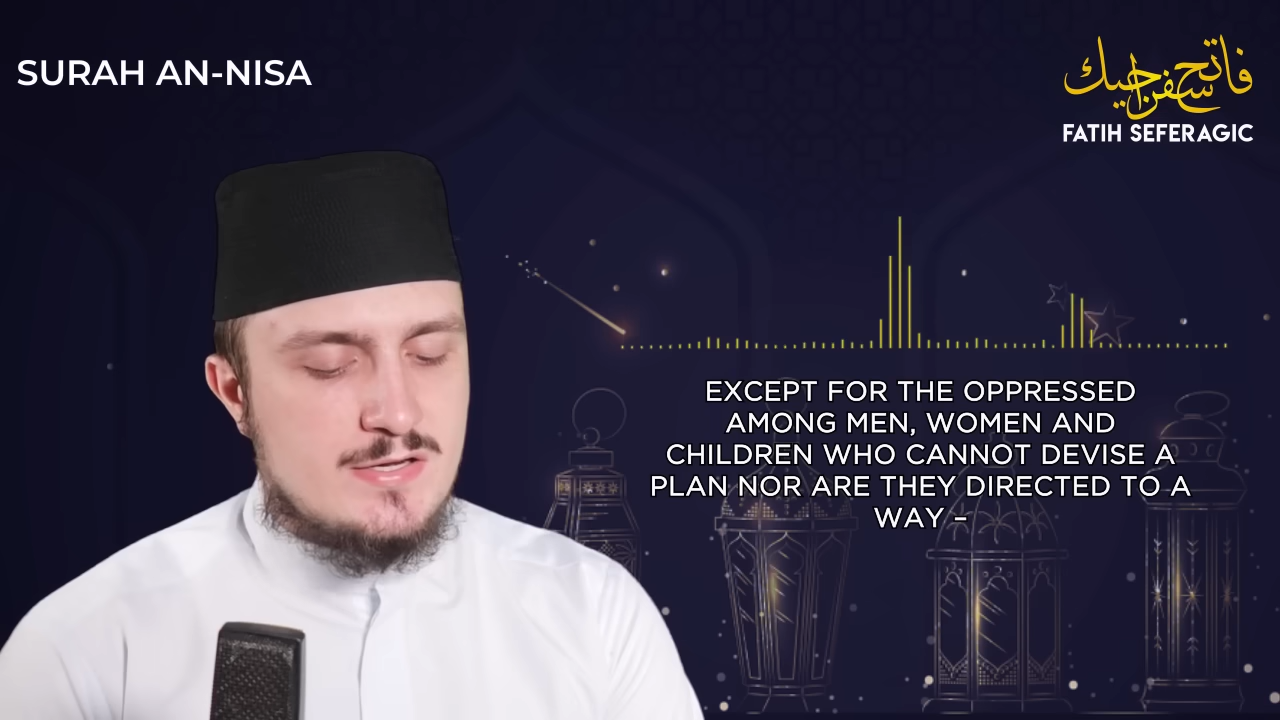 SURAH AN-NISA
فاتح سفراجيك
FATIH SEFERAGIC
EXCEPT FOR THE OPPRESSED
AMONG MEN, WOMEN AND
CHILDREN WHO CANNOT DEVISE A
PLAN NOR ARE THEY DIRECTED TO A
WAY –